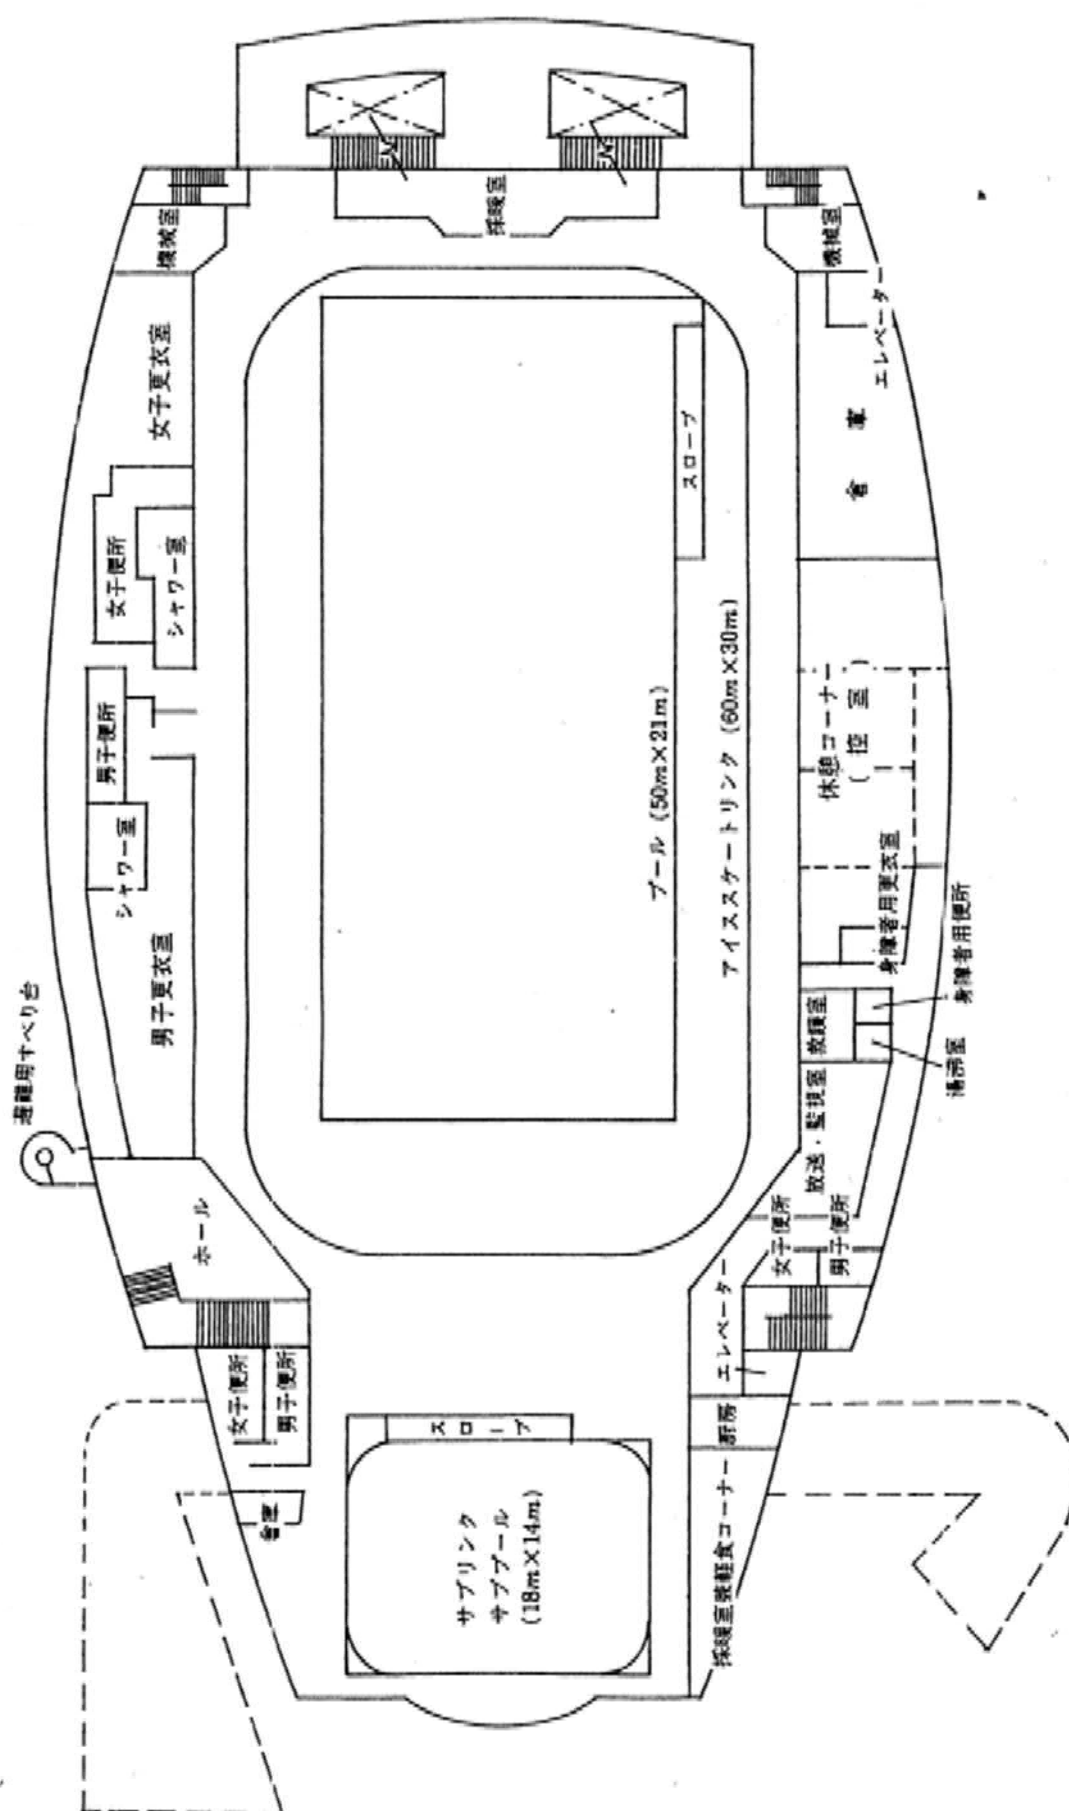 避難用すべり台
ホール
男子更衣室
シャワー室
男子便所
女子便所
シャワー室
女子更衣室
機械室
女子便所
男子便所
倉庫
サブリンク
サブプール
(18m×14m)
スロープ
プール (50m×21m)
アイススケートリンク (60m×30m)
スロープ
採暖室
採暖室兼軽食コーナー
厨房
エレベーター
女子便所
男子便所
放送・監視室
救護室
湯沸室
身障者用便所
身障者用更衣室
休憩コーナー
(控室)
倉庫
エレベーター
機械室